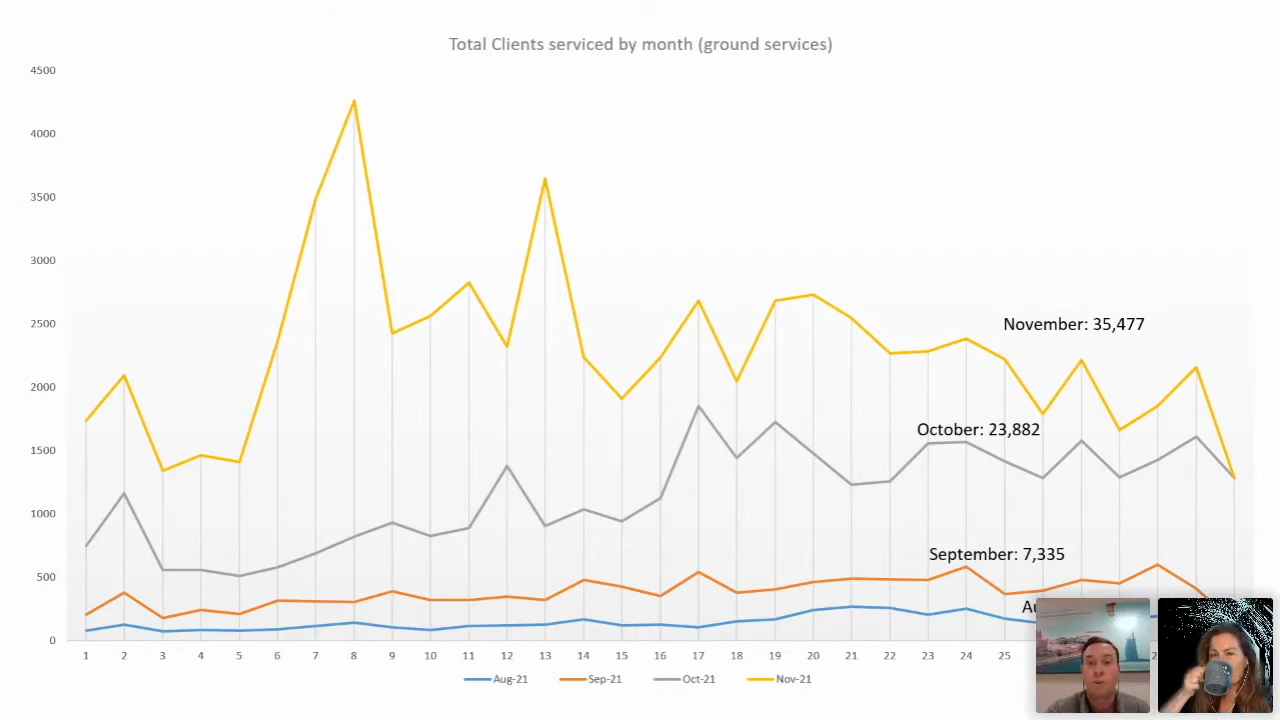 Total Clients serviced by month (ground services)
4500
4000
3500
3000
2500
2000
1500
1000
500
0
November: 35,477
October: 23,882
September: 7,335
1 2 3 4 5 6 7 8 9 10 11 12 13 14 15 16 17 18 19 20 21 22 23 24 25
Aug-21 Sep-21 Oct-21 Nov-21